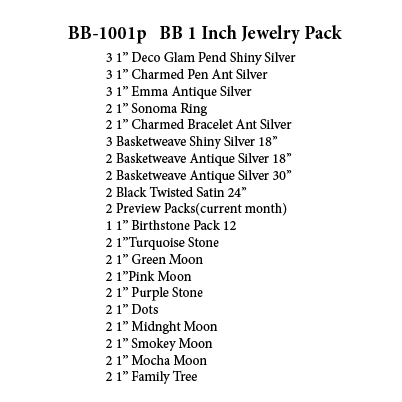 BB-1001p BB 1 Inch Jewelry Pack
3 1” Deco Glam Pend Shiny Silver
3 1” Charmed Pen Ant Silver
3 1” Emma Antique Silver
2 1” Sonoma Ring
2 1” Charmed Bracelet Ant Silver
3 Basketweave Shiny Silver 18”
2 Basketweave Antique Silver 18”
2 Basketweave Antique Silver 30”
2 Black Twisted Satin 24”
2 Preview Packs(current month)
1 1” Birthstone Pack 12
2 1”Turquoise Stone
2 1” Green Moon
2 1”Pink Moon
2 1” Purple Stone
2 1” Dots
2 1” Midnght Moon
2 1” Smokey Moon
2 1” Mocha Moon
2 1” Family Tree